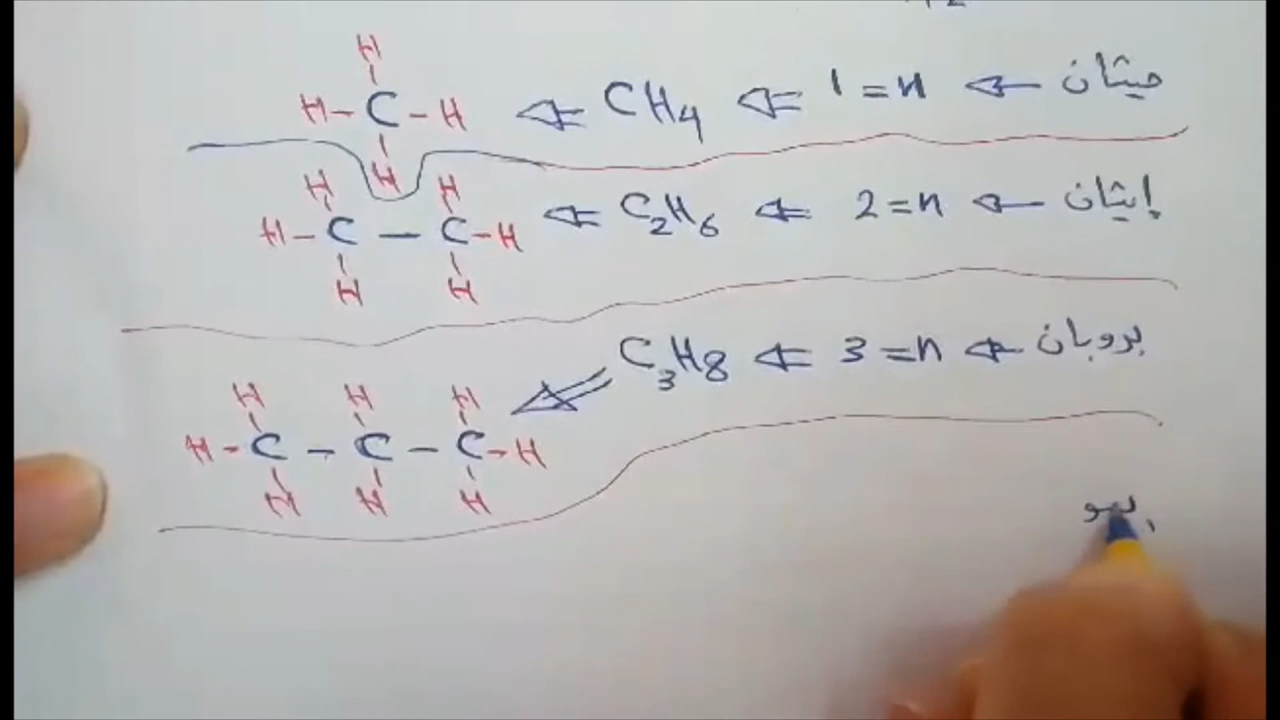 ميثان ← n = 1 ⇐ CH4 ⇐
H
H - C - H
H
إيثان ← n = 2 ⇐ C2H6 ⇐
H H
H - C - C - H
H H
بروبان ← n = 3 ⇐ C3H8 ⇐
H H H
H - C - C - C - H
H H H